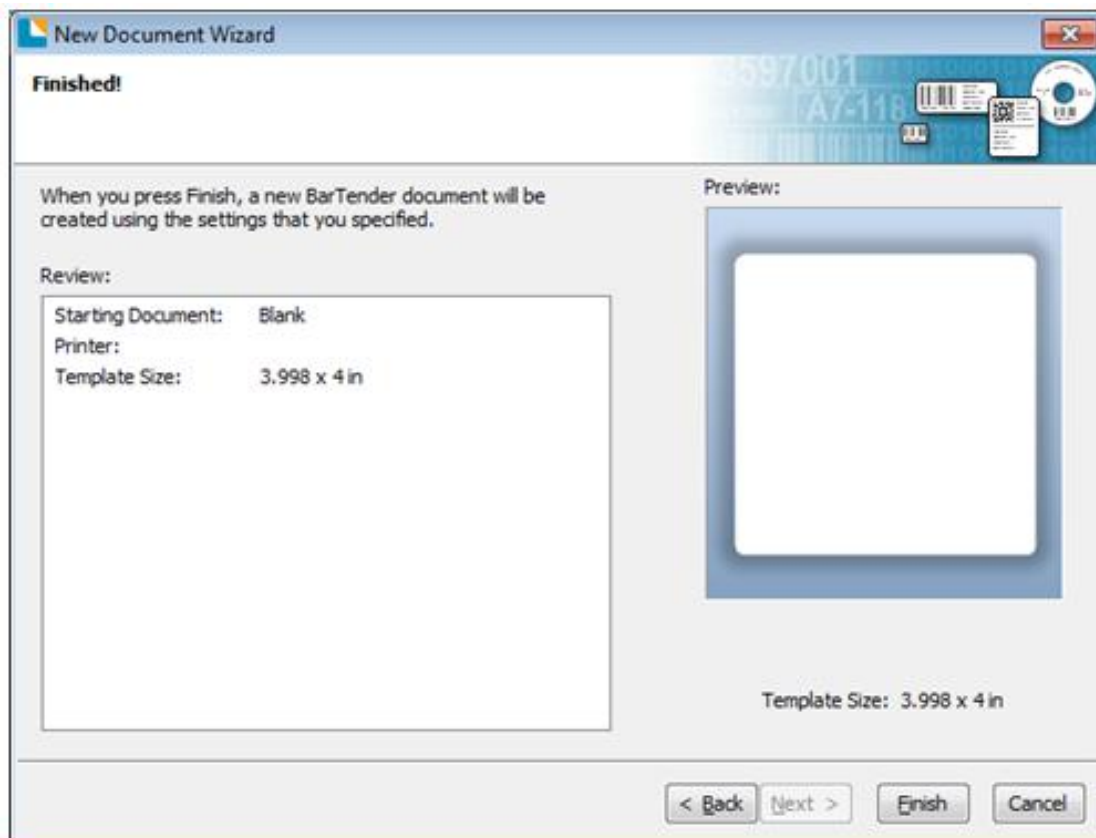 New Document Wizard
Finished!
3597001
A7-118
When you press Finish, a new BarTender document will be
created using the settings that you specified.
Preview:
Review:
Starting Document: Blank
Printer:
Template Size: 3.998 x 4 in
Template Size: 3.998 x 4 in
< Back Next > Finish Cancel